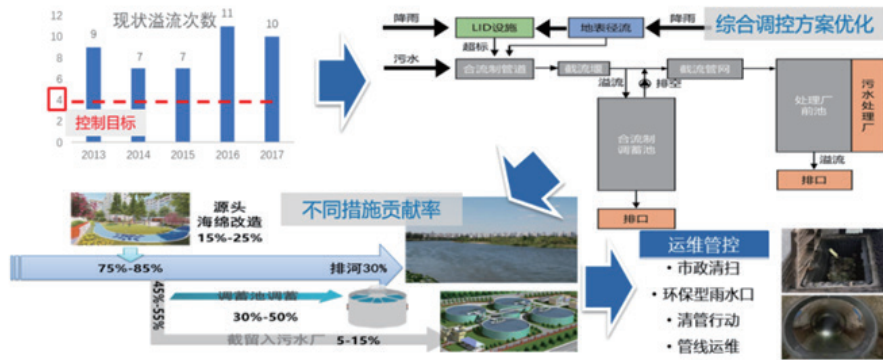 现状溢流次数
12
10
8
6
4
12
0
9
7
7
11
10
控制目标
2013
2014
2015
2016
2017
综合调控方案优化
降雨
LID设施
地表径流
降雨
超标
污水
合流制管道
截流堰
截流管网
溢流
排空
合流制
调蓄池
处理厂
前池
污水处理厂
溢流
排口
排口
源头
海绵改造
15%-25%
不同措施贡献率
75%-85%
排河30%
45%-55%
调蓄池调蓄
30%-50%
截留入污水厂
5-15%
运维管控
•市政清扫
•环保型雨水口
•清管行动
•管线运维